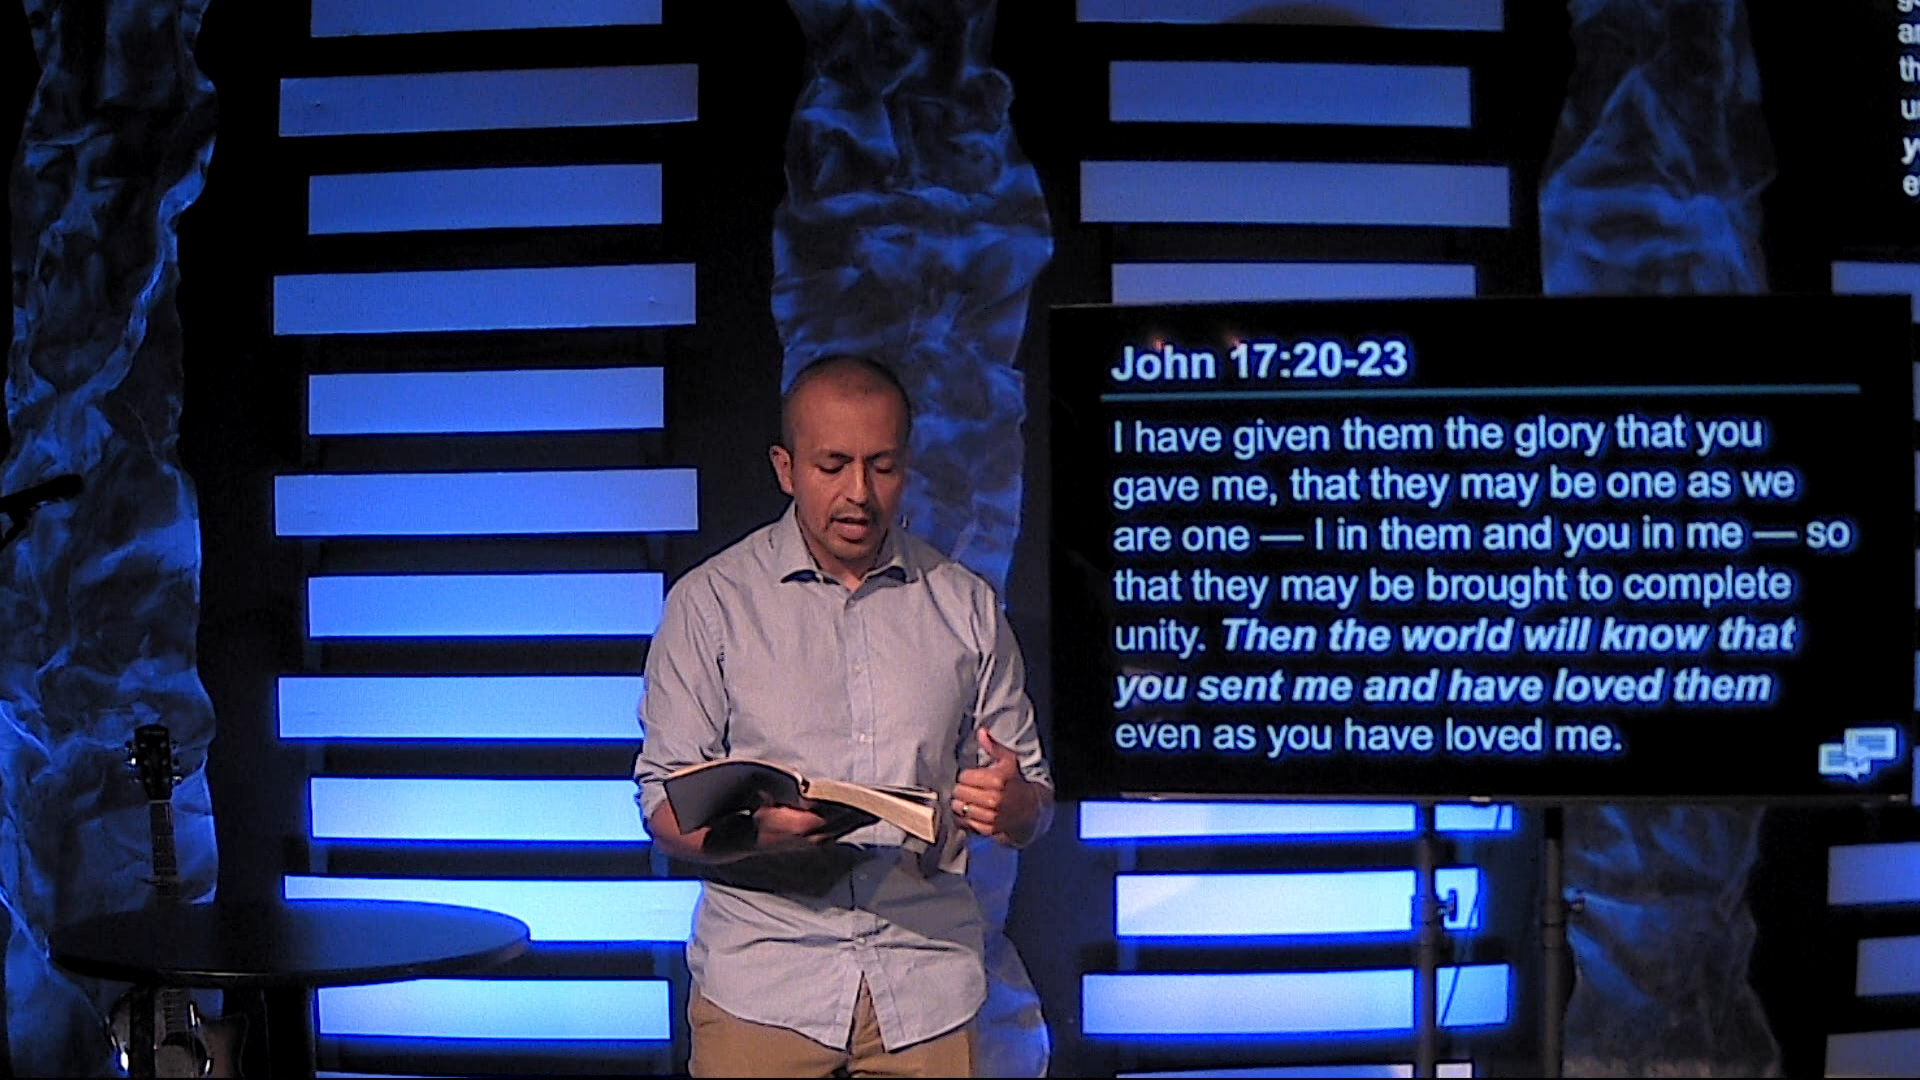 John 17:20-23
I have given them the glory that you
gave me, that they may be one as we
are one — I in them and you in me — so
that they may be brought to complete
unity. Then the world will know that
you sent me and have loved them
even as you have loved me.